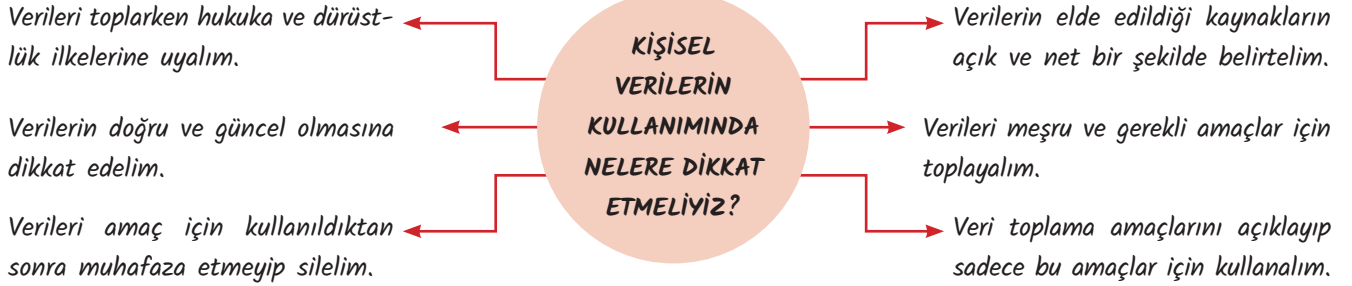 Verileri toplarken hukuka ve dürüst-
lük ilkelerine uyalım.
Verilerin doğru ve güncel olmasına
dikkat edelim.
Verileri amaç için kullanıldıktan
sonra muhafaza etmeyip silelim.
KİŞİSEL
VERİLERİN
KULLANIMINDA
NELERE DİKKAT
ETMELİYİZ?
Verilerin elde edildiği kaynakların
açık ve net bir şekilde belirtelim.
Verileri meşru ve gerekli amaçlar için
toplayalım.
Veri toplama amaçlarını açıklayıp
sadece bu amaçlar için kullanalım.